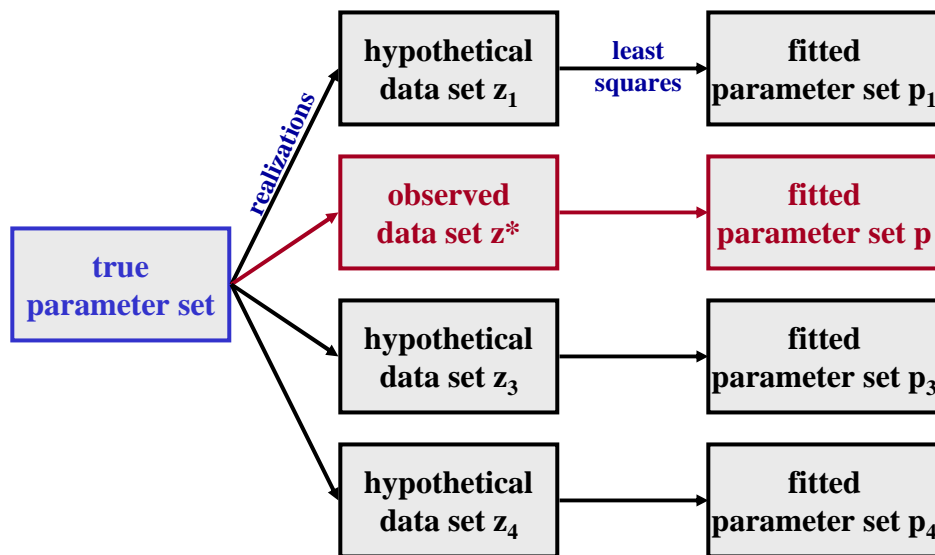 true
parameter set
realizations
hypothetical
data set z₁
least
squares
fitted
parameter set p₁
observed
data set z*
fitted
parameter set p
hypothetical
data set z₃
fitted
parameter set p₃
hypothetical
data set z₄
fitted
parameter set p₄